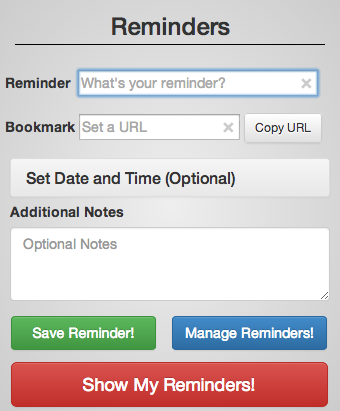 Reminders
Reminder What's your reminder?
Bookmark Set a URL Copy URL
Set Date and Time (Optional)
Additional Notes
Optional Notes
Save Reminder! Manage Reminders!
Show My Reminders!